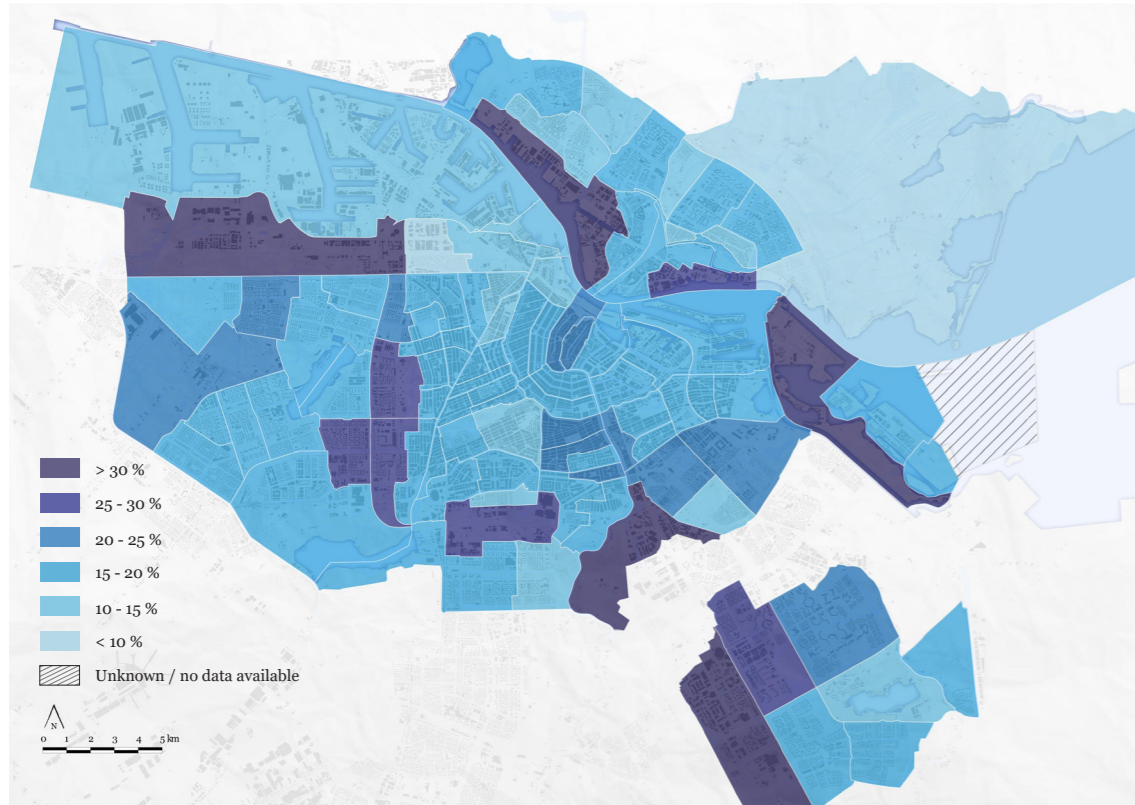 > 30 %
25 - 30 %
20 - 25 %
15 - 20 %
10 - 15 %
< 10 %
Unknown / no data available
N
0 1 2 3 4 5 km